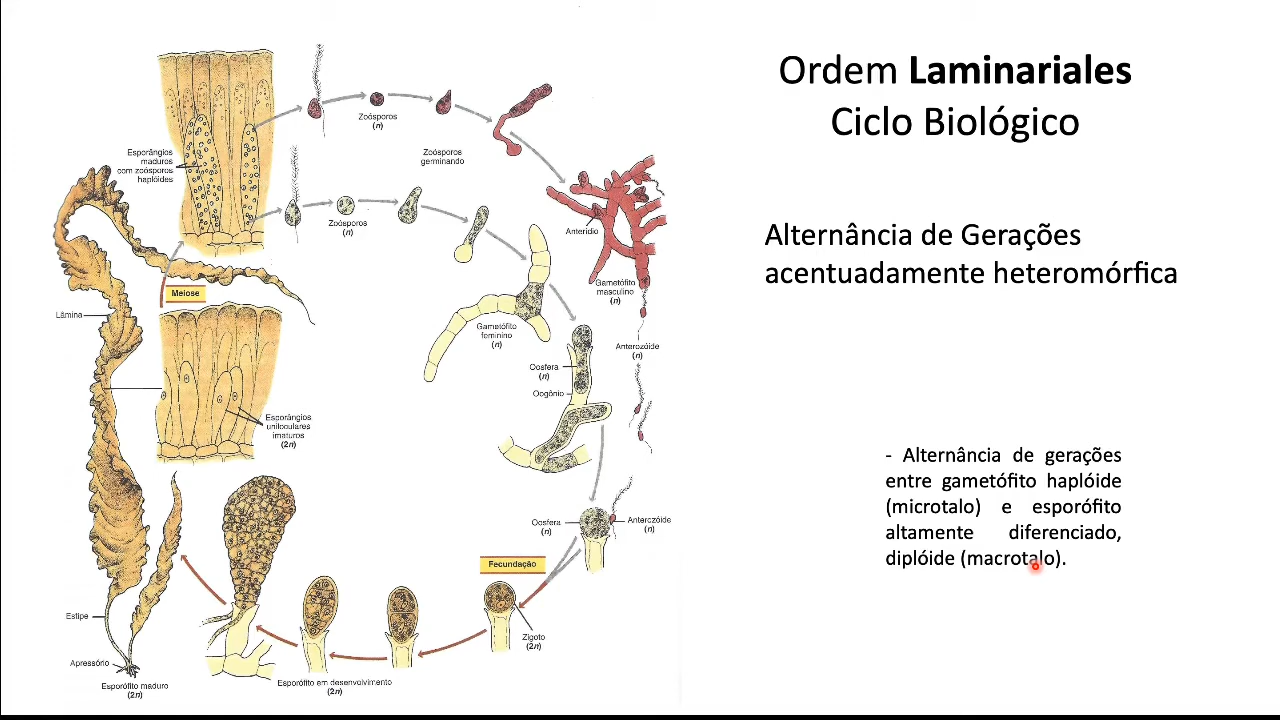 Ordem Laminariales
Ciclo Biológico
Alternância de Gerações
acentuadamente heteromórfica
- Alternância de gerações
entre gametófito haplóide
(microtalo) e esporófito
altamente diferenciado,
diplóide (macrotalo).
Esporângios
maduros
com zoósporos
haplóides
Zoósporos
(n)
Zoósporos
germinando
Zoósporos
(n)
Anterídio
Gametófito
masculino
(n)
Meiose
Lâmina
Gametófito
feminino
(n)
Anterozóide
(n)
Oosfera
(n)
Oogônio
Esporângios
uniloculares
imaturos
(2n)
Oosfera
(n)
Anterozóide
(n)
Fecundação
Zigoto
(2n)
Estipe
Apressório
Esporófito maduro
(2n)
Esporófito em desenvolvimento
(2n)